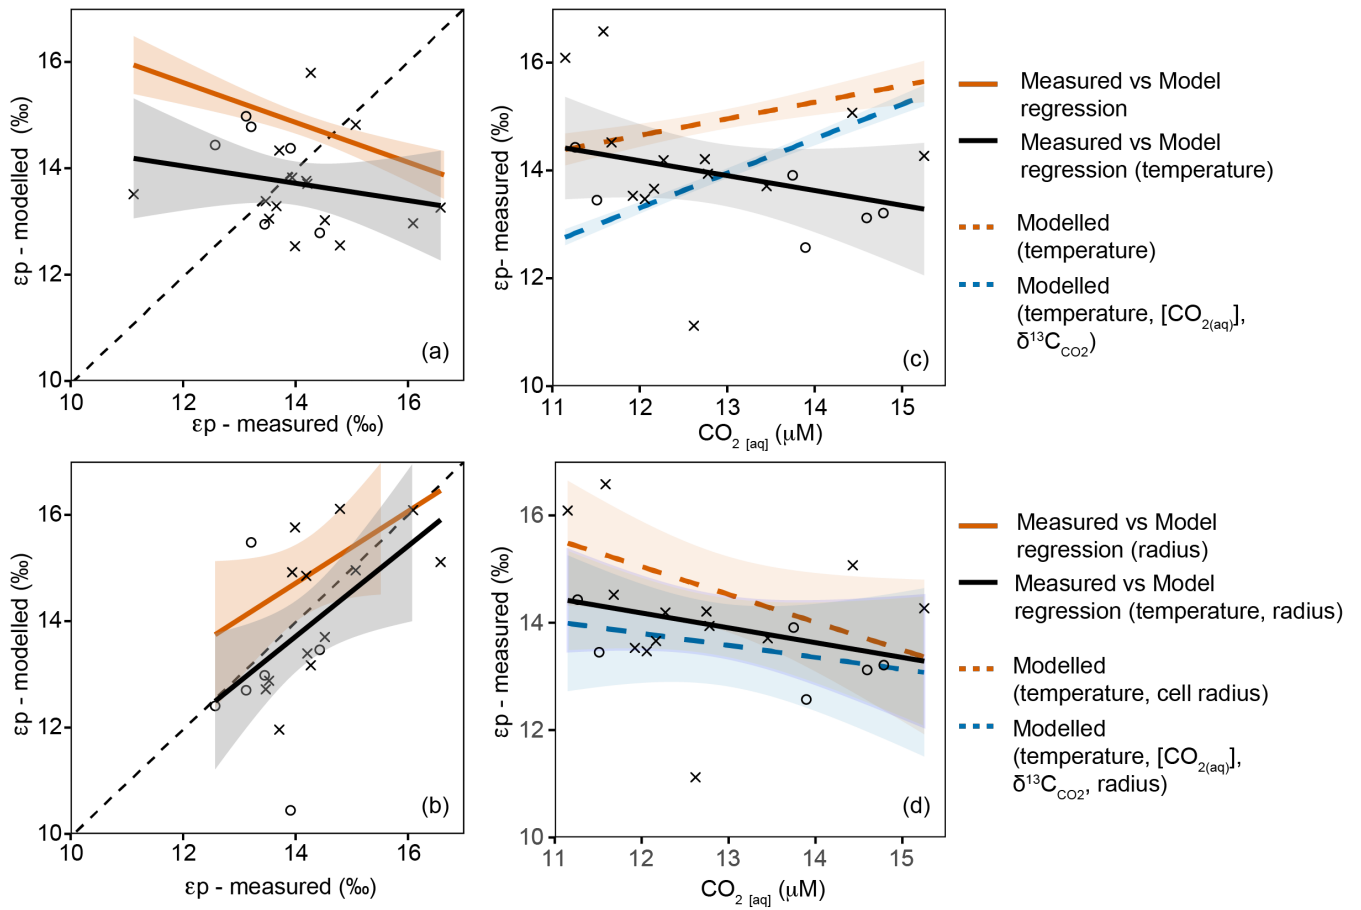 16
14
12
10
10
12
14
16
εp - modelled (‰)
εp - measured (‰)
(a)
16
14
12
10
11
12
13
14
15
εp- measured (‰)
CO2 [aq] (μM)
(c)
Measured vs Model
regression
Measured vs Model
regression (temperature)
Modelled
(temperature)
Modelled
(temperature, [CO2(aq)],
δ13CCO2)
16
14
12
10
10
12
14
16
εp - modelled (‰)
εp - measured (‰)
(b)
16
14
12
10
11
12
13
14
15
εp - measured (‰)
CO2 [aq] (μM)
(d)
Measured vs Model
regression (radius)
Measured vs Model
regression (temperature, radius)
Modelled
(temperature, cell radius)
Modelled
(temperature, [CO2(aq)],
δ13CCO2, radius)